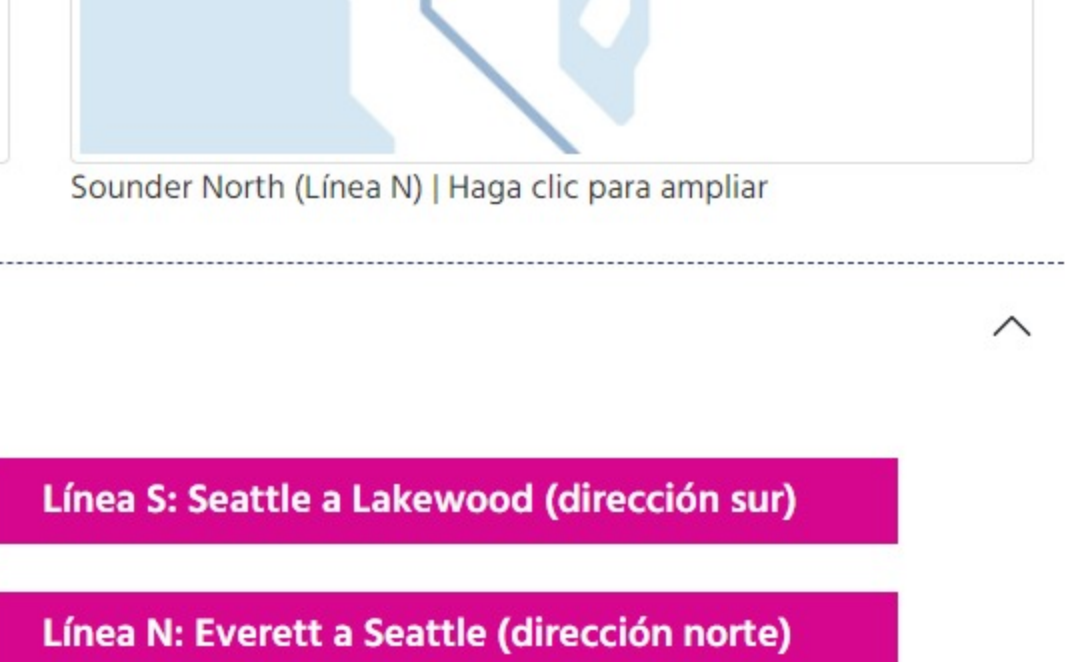 Sounder North (Línea N) | Haga clic para ampliar
Línea S: Seattle a Lakewood (dirección sur)
Línea N: Everett a Seattle (dirección norte)